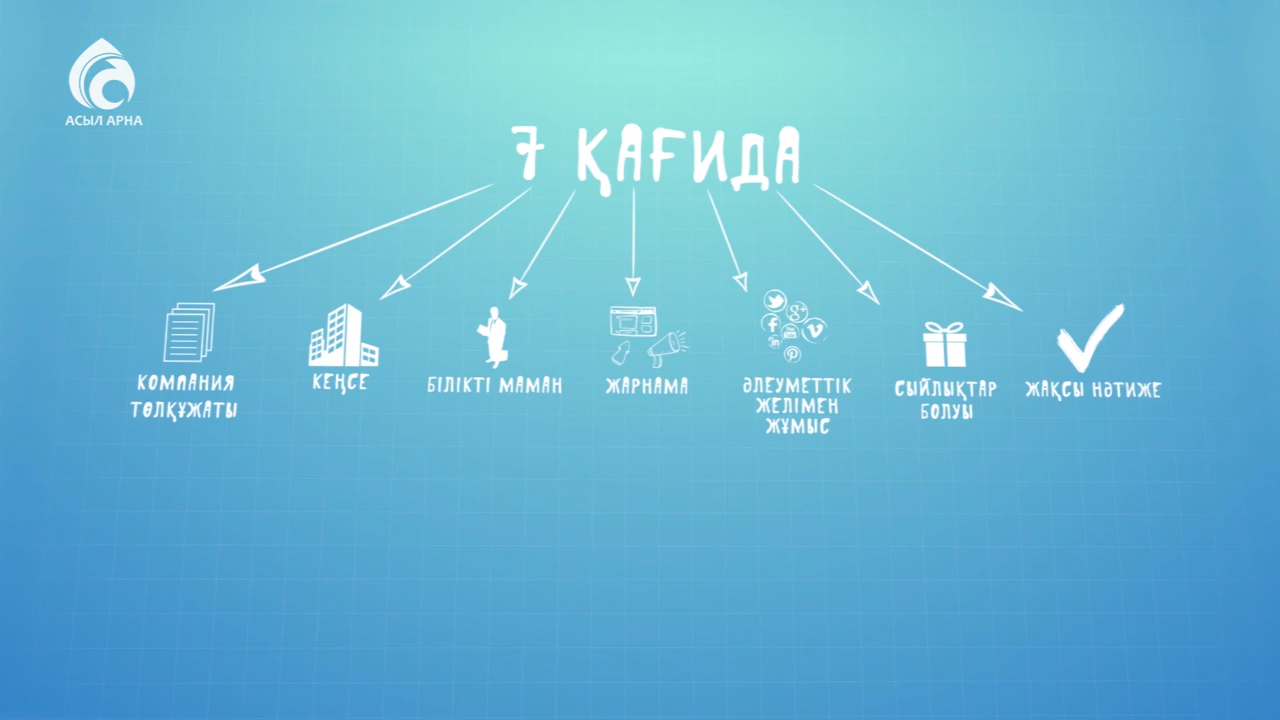 АСЫЛ АРНА
7 ҚАҒИДА
КОМПАНИЯ
ТӨЛҚҰЖАТЫ
КЕҢСЕ
БІЛІКТІ МАМАН
ЖАРНАМА
ӘЛЕУМЕТТІК
ЖЕЛІМЕН
ЖҰМЫС
СЫЙЛЫҚТАР
БОЛУЫ
ЖАҚСЫ НӘТИЖЕ